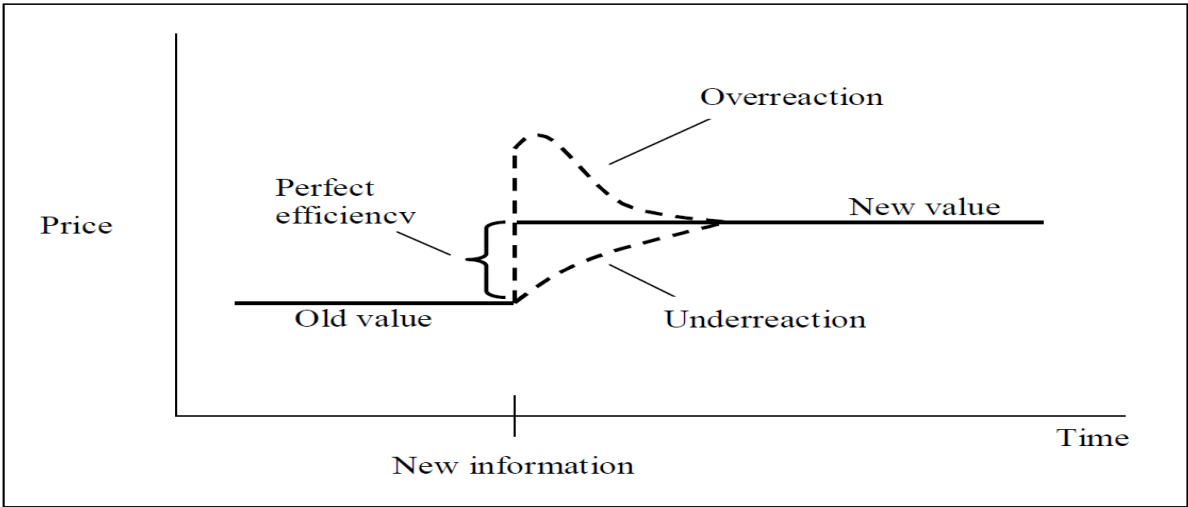 Overreaction
Perfect
efficiencv
New value
Price
Old value
Underreaction
Time
New information